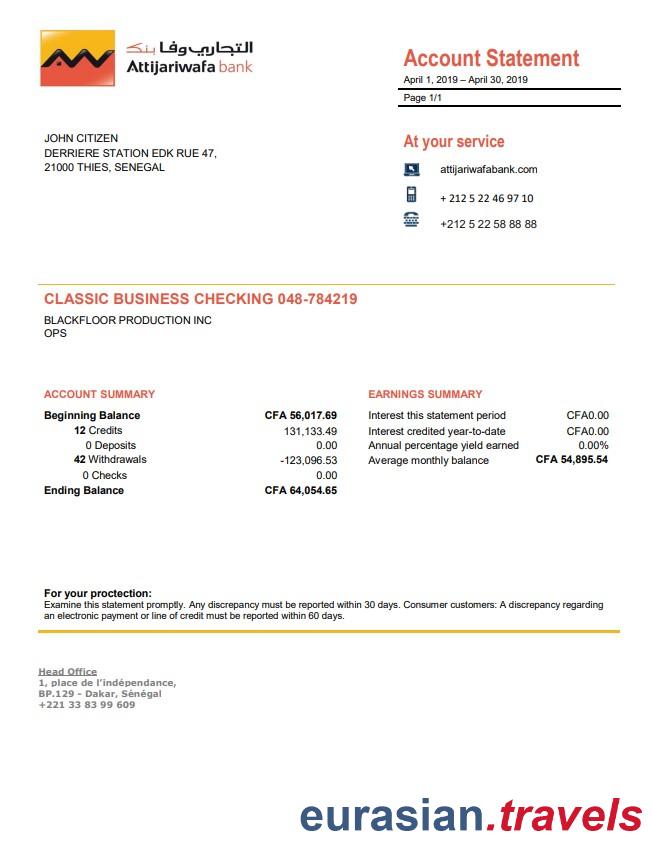 التجاري وفا بنك
Attijariwafa bank
Account Statement
April 1, 2019 – April 30, 2019
Page 1/1
JOHN CITIZEN
DERRIERE STATION EDK RUE 47,
21000 THIES, SENEGAL
At your service
attijariwafabank.com
+ 212 5 22 46 97 10
+212 5 22 58 88 88
CLASSIC BUSINESS CHECKING 048-784219
BLACKFLOOR PRODUCTION INC
OPS
ACCOUNT SUMMARY
Beginning Balance CFA 56,017.69
12 Credits 131,133.49
0 Deposits 0.00
42 Withdrawals -123,096.53
0 Checks 0.00
Ending Balance CFA 64,054.65
EARNINGS SUMMARY
Interest this statement period CFA0.00
Interest credited year-to-date CFA0.00
Annual percentage yield earned 0.00%
Average monthly balance CFA 54,895.54
For your proctection:
Examine this statement promptly. Any discrepancy must be reported within 30 days. Consumer customers: A discrepancy regarding
an electronic payment or line of credit must be reported within 60 days.
Head Office
1, place de l'indépendance,
BP.129 - Dakar, Sénégal
+221 33 83 99 609
eurasian.travels